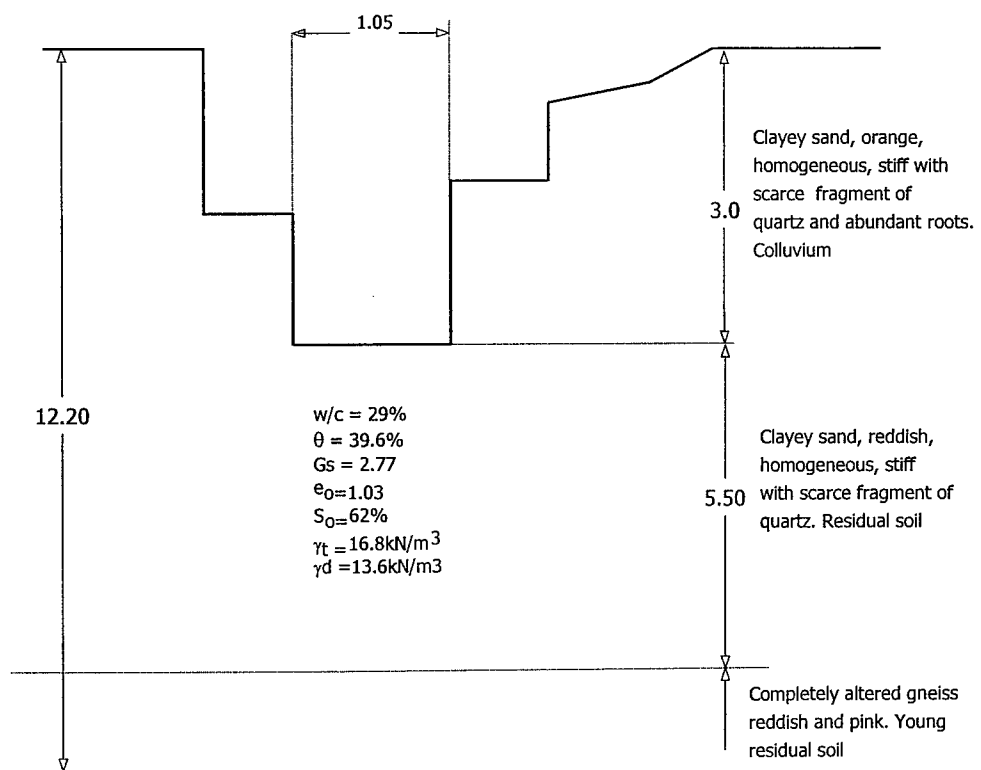 1.05
Clayey sand, orange,
homogeneous, stiff with
scarce fragment of
quartz and abundant roots.
Colluvium
3.0
12.20
w/c = 29%
θ = 39.6%
Gs = 2.77
eo=1.03
So=62%
γt = 16.8kN/m3
γd =13.6kN/m3
Clayey sand, reddish,
homogeneous, stiff
with scarce fragment of
quartz. Residual soil
5.50
Completely altered gneiss
reddish and pink. Young
residual soil